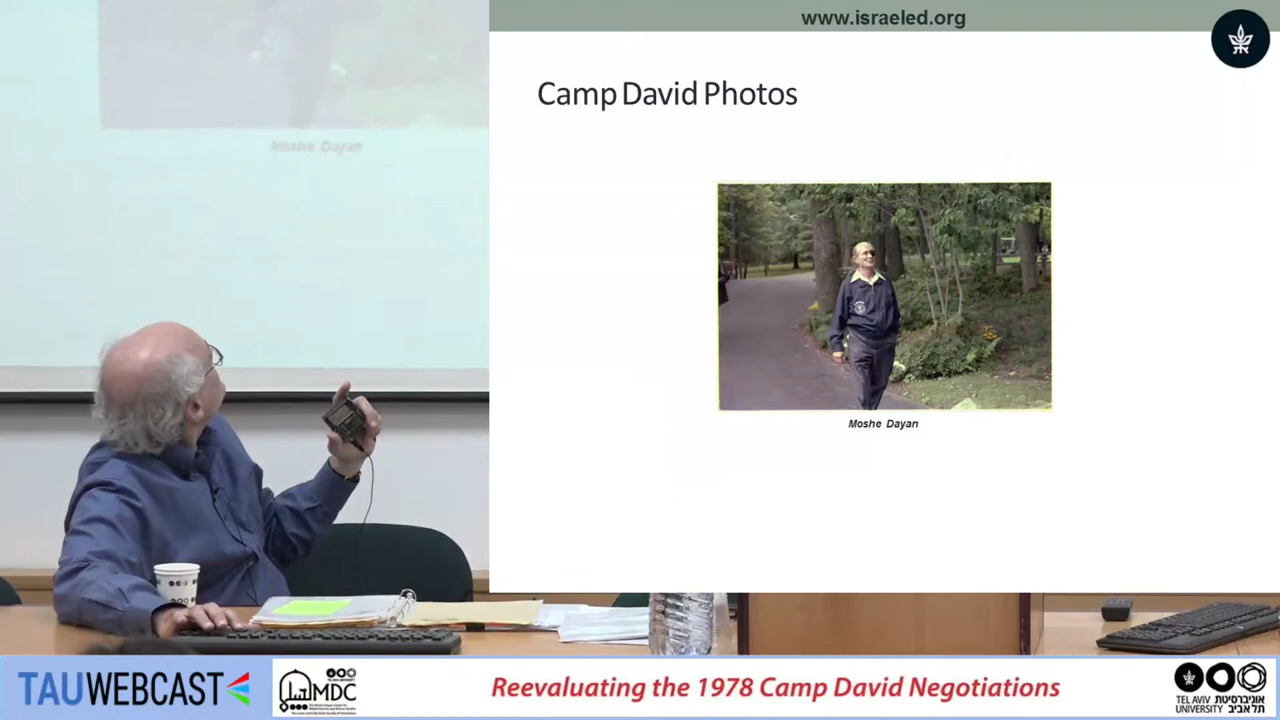 www.israeled.org
Camp David Photos
Moshe Dayan
Moshe Dayan
TAUWEBCAST
MDC
Reevaluating the 1978 Camp David Negotiations
TEL AVIV אוניברסיטת
UNIVERSITY תל אביב